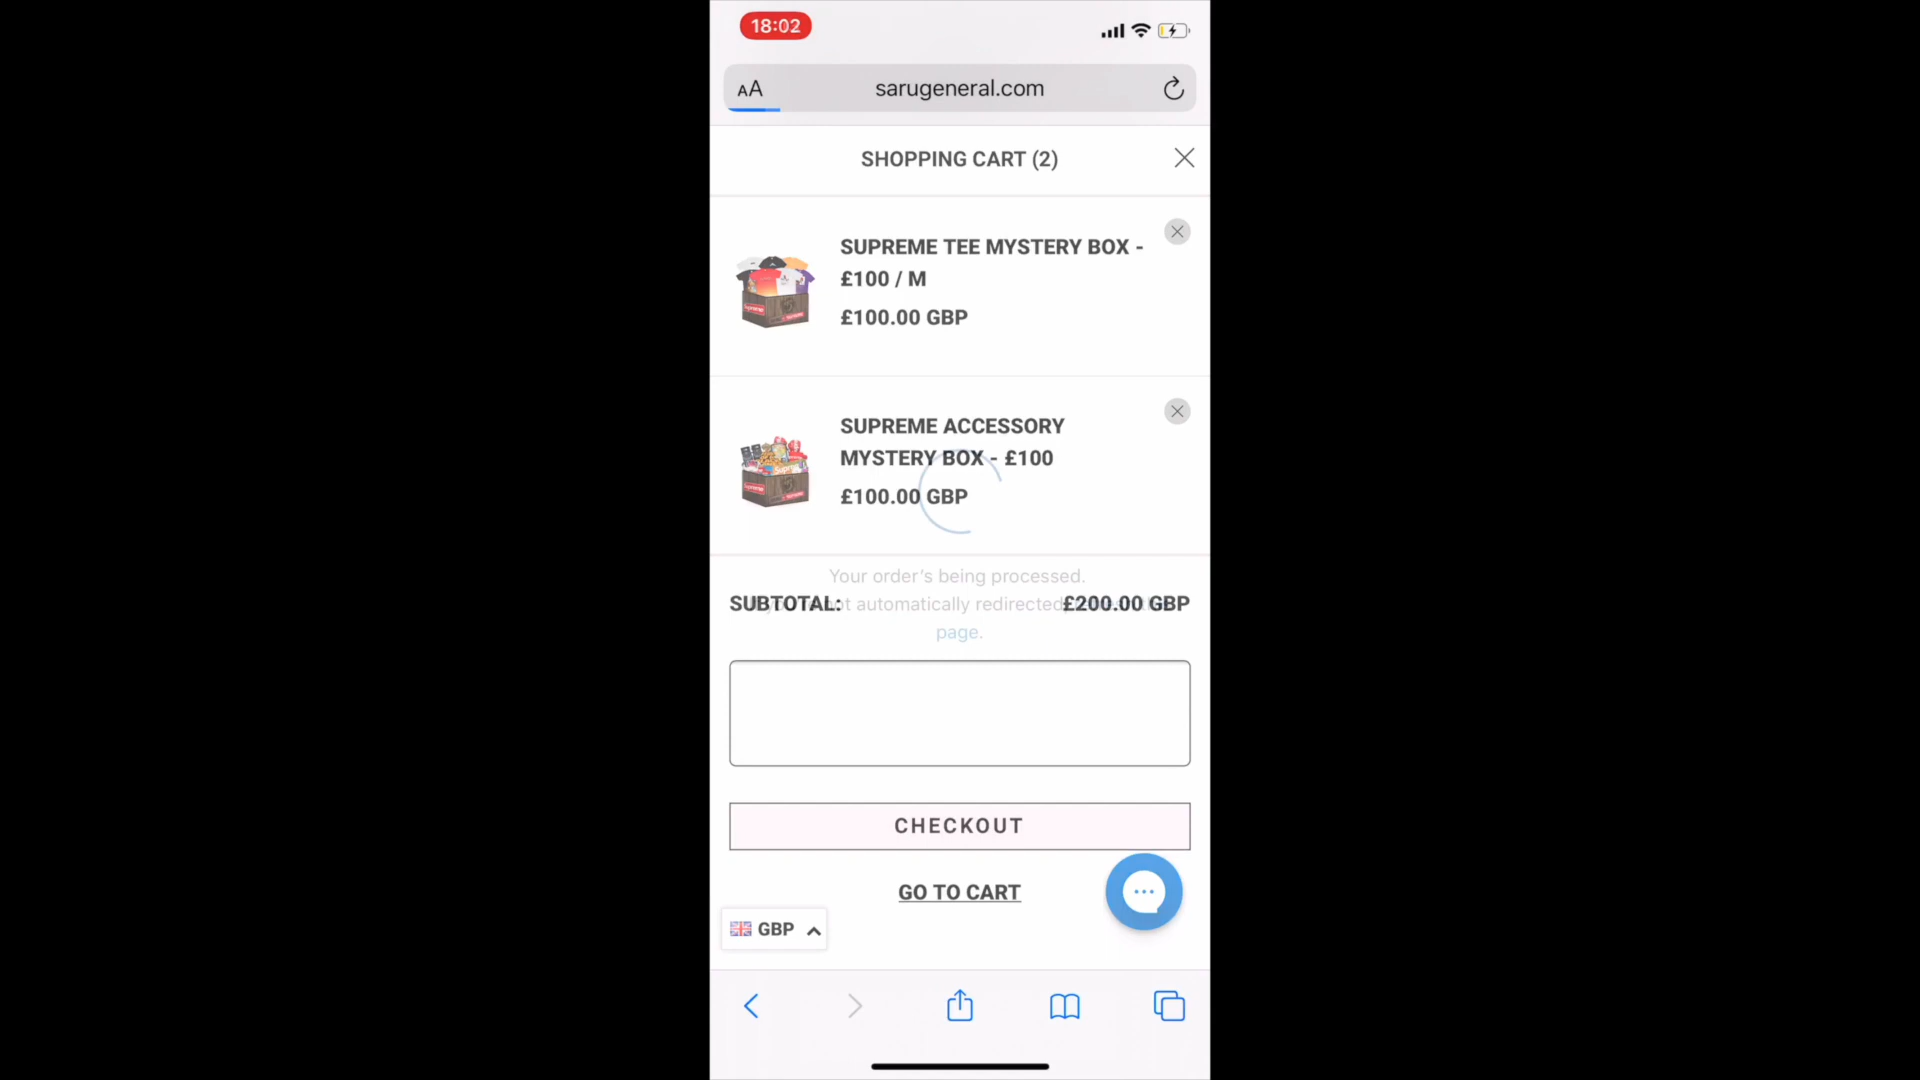 18:02
AA sarugeneral.com
SHOPPING CART (2)
SUPREME TEE MYSTERY BOX -
£100 / M
£100.00 GBP
SUPREME ACCESSORY
MYSTERY BOX - £100
£100.00 GBP
Your order's being processed.
SUBTOTAL: £200.00 GBP
automatically redirected
page.
CHECKOUT
GO TO CART
GBP